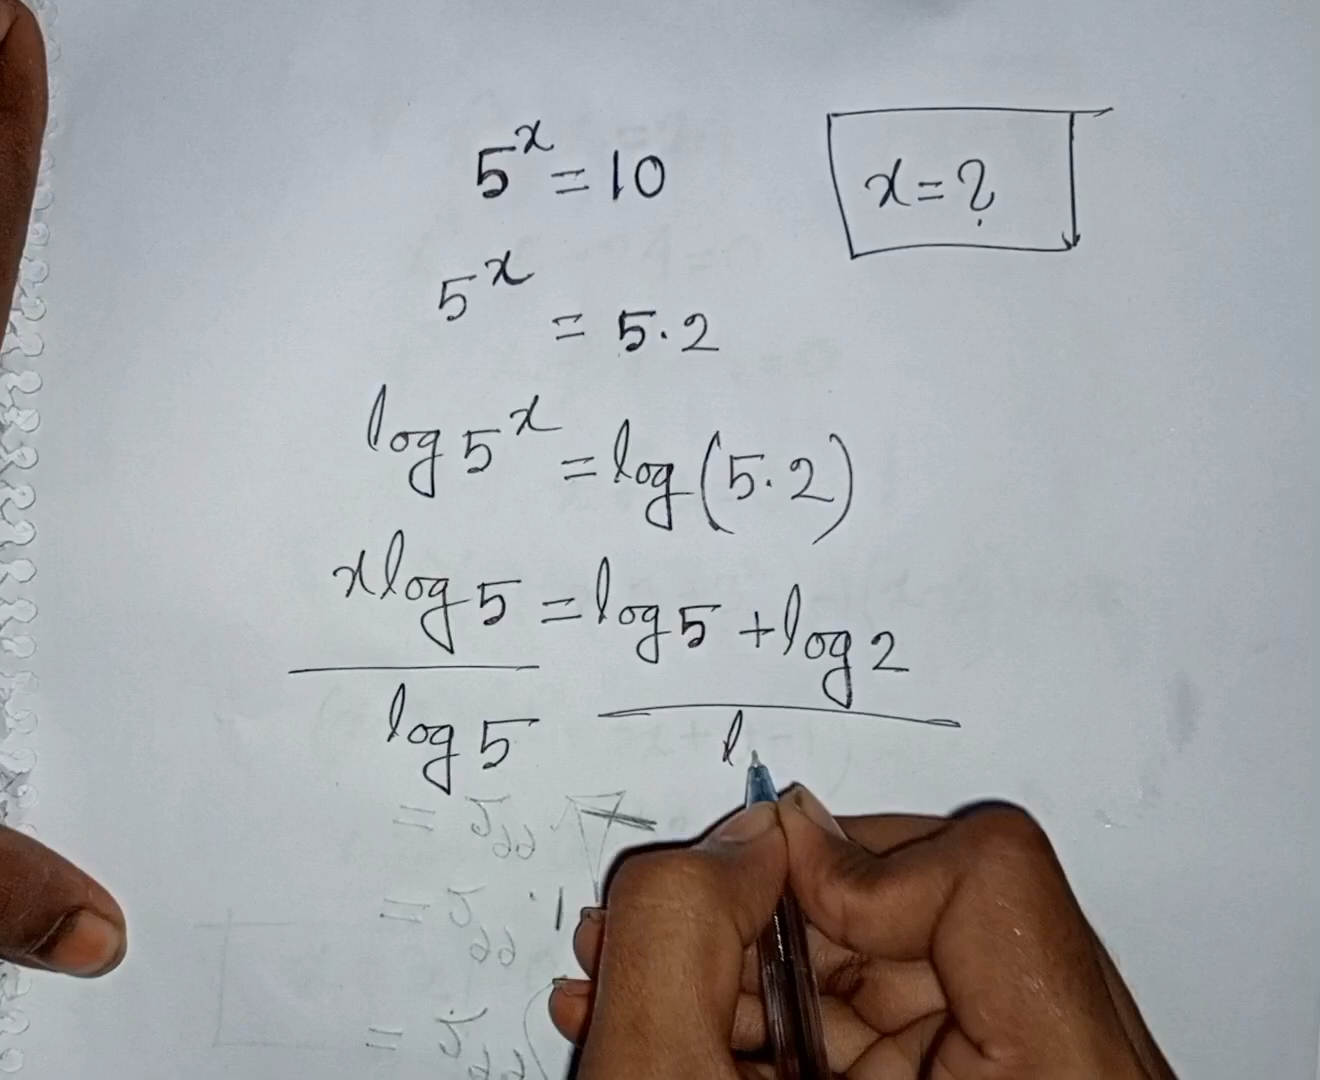 5^x = 10
x = ?
5^x = 5.2
log 5^x = log (5.2)
x log 5 = log 5 + log 2
log 5 l